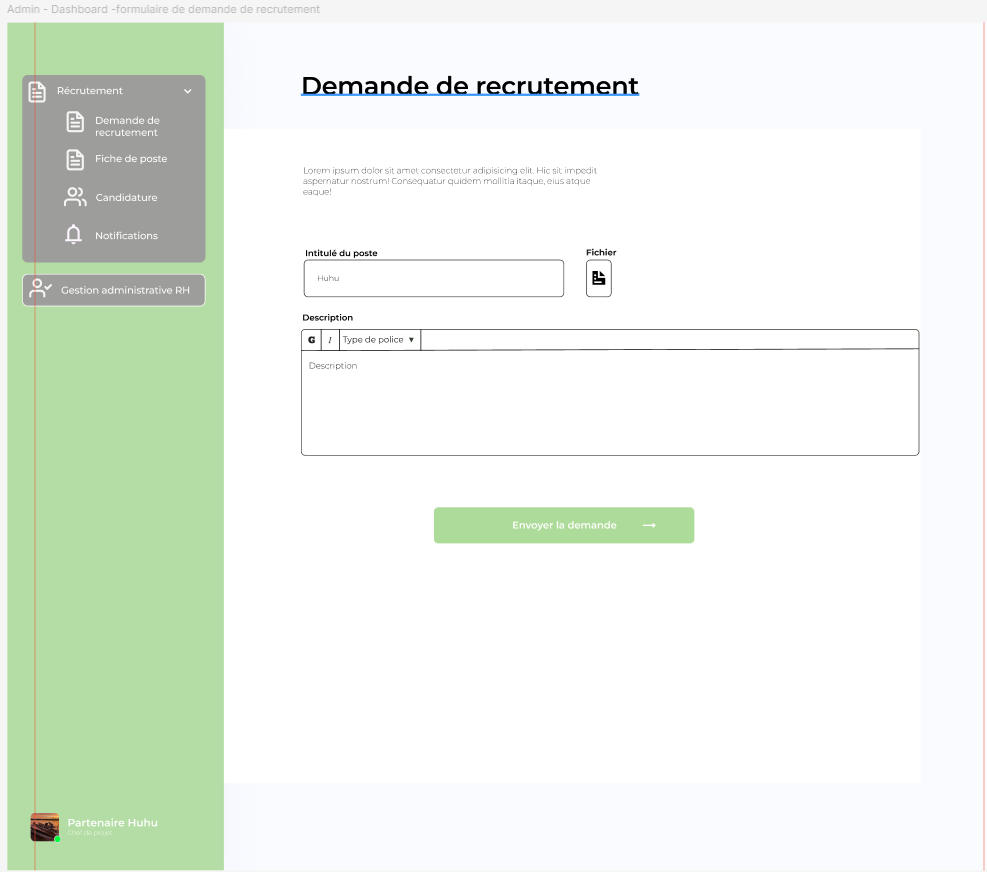 Admin - Dashboard -formulaire de demande de recrutement
Récrutement
Demande de
recrutement
Fiche de poste
Candidature
Notifications
Gestion administrative RH
Partenaire Huhu
Chef de projet
Demande de recrutement
Lorem ipsum dolor sit amet consectetur adipisicing elit. Hic sit impedit
aspernatur nostrum! Consequatur quidem mollitia itaque, eius atque
eaque!
Intitulé du poste
Fichier
Huhu
Description
G I Type de police ▼
Description
Envoyer la demande →